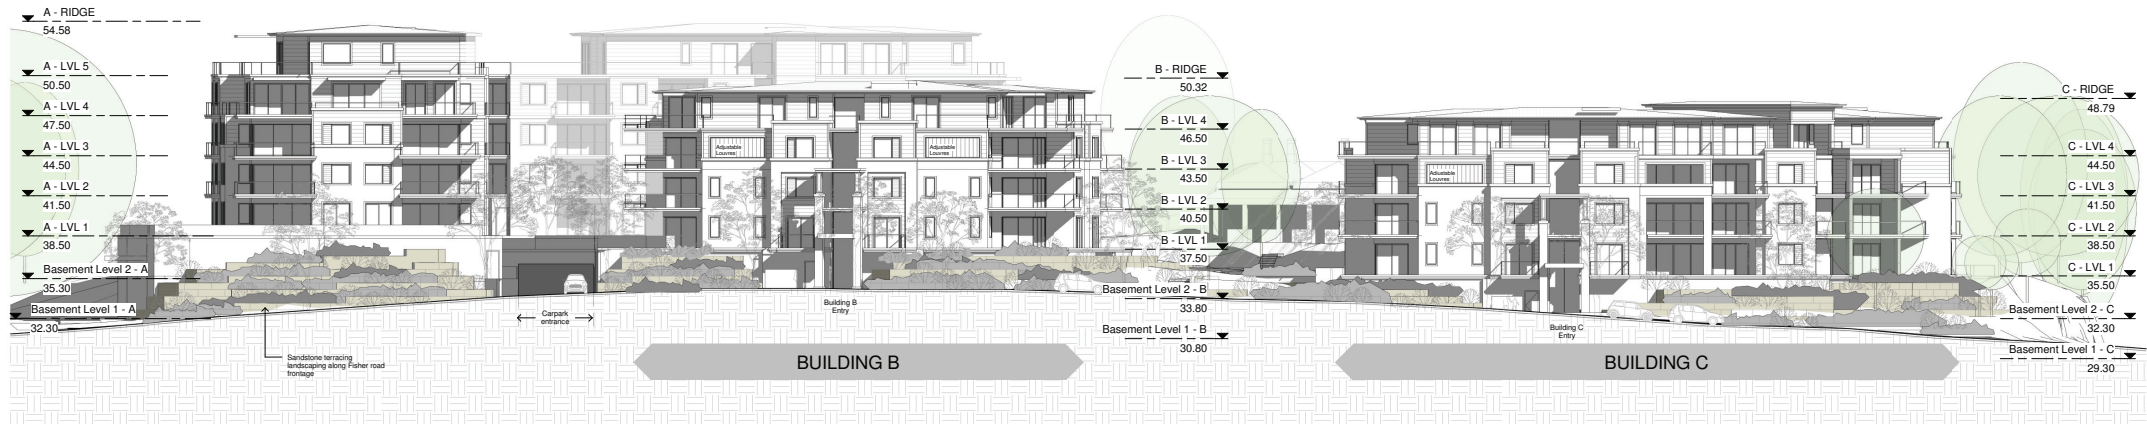 A - RIDGE
54.58
A - LVL 5
50.50
A - LVL 4
47.50
A - LVL 3
44.50
A - LVL 2
41.50
A - LVL 1
38.50
Basement Level 2 - A
35.30
Basement Level 1 - A
32.30
Sandstone terracing
landscaping along Fisher road
frontage
Carpark
entrance
Adjustable
Louvres
Adjustable
Louvres
Building B
Entry
BUILDING B
B - RIDGE
50.32
B - LVL 4
46.50
B - LVL 3
43.50
B - LVL 2
40.50
B - LVL 1
37.50
Basement Level 2 - B
33.80
Basement Level 1 - B
30.80
Adjustable
Louvres
Building C
Entry
BUILDING C
C - RIDGE
48.79
C - LVL 4
44.50
C - LVL 3
41.50
C - LVL 2
38.50
C - LVL 1
35.50
Basement Level 2 - C
32.30
Basement Level 1 - C
29.30